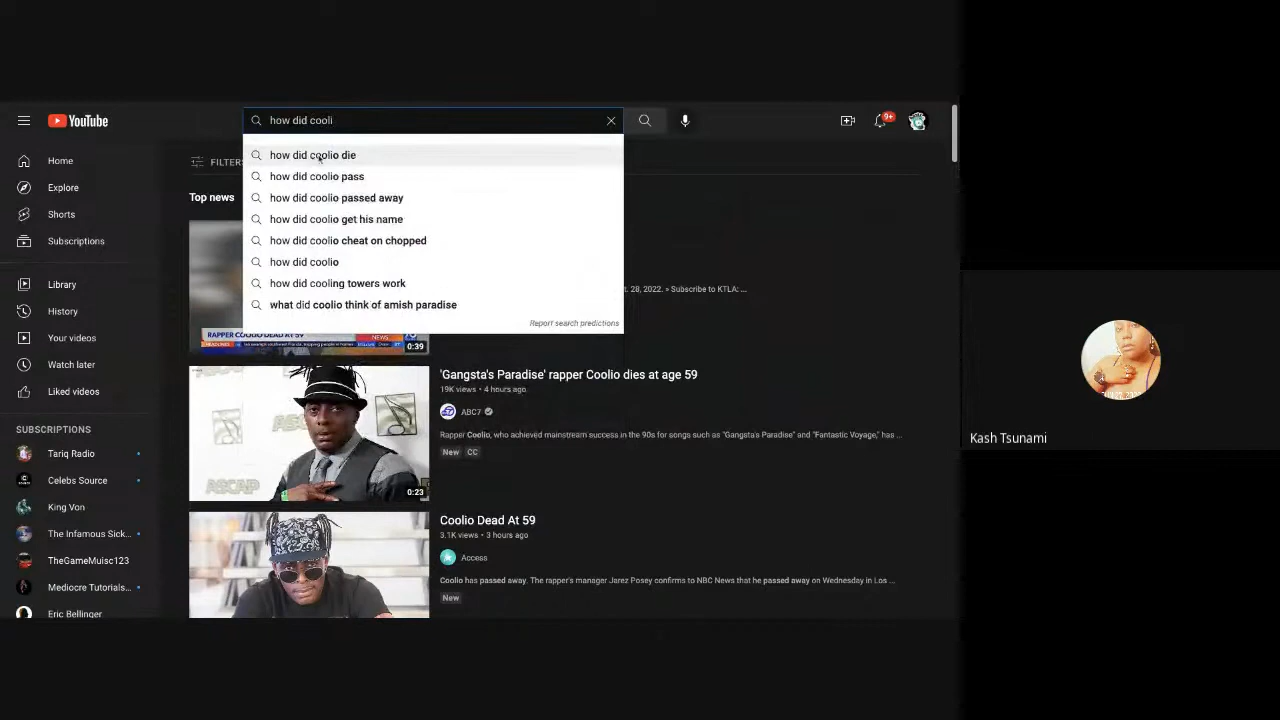 YouTube
how did cooli
9+
Home
Explore
Shorts
Subscriptions
Library
History
Your videos
Watch later
Liked videos
SUBSCRIPTIONS
Tariq Radio
Celebs Source
King Von
The Infamous Sick...
TheGameMuisc123
Mediocre Tutorials...
Eric Bellinger
FILTERS
Top news
how did coolio die
how did coolio pass
how did coolio passed away
how did coolio get his name
how did coolio cheat on chopped
how did coolio
how did cooling towers work
what did coolio think of amish paradise
Report search predictions
t. 28, 2022. » Subscribe to KTLA: ...
RAPPER COOLIO DEAD AT 59
NEWS
HEADLINES
0:39
'Gangsta's Paradise' rapper Coolio dies at age 59
19K views • 4 hours ago
ABC7
Rapper Coolio, who achieved mainstream success in the 90s for songs such as "Gangsta's Paradise" and "Fantastic Voyage," has ...
New CC
ASCAP
0:23
Coolio Dead At 59
3.1K views • 3 hours ago
Access
Coolio has passed away. The rapper's manager Jarez Posey confirms to NBC News that he passed away on Wednesday in Los ...
New
Kash Tsunami